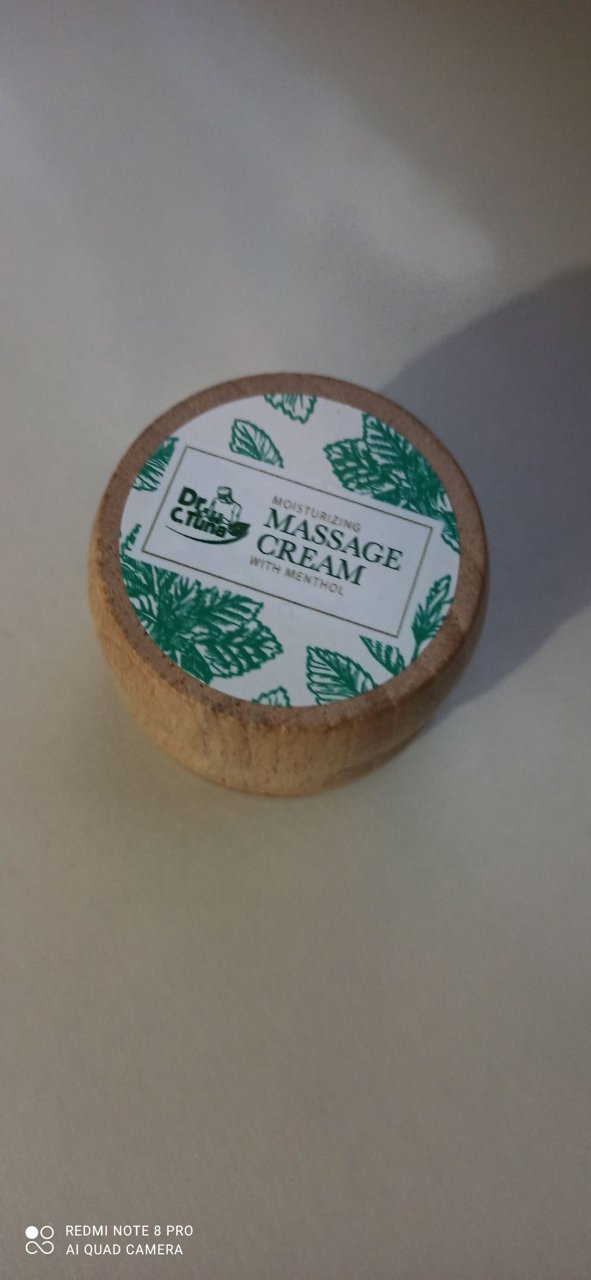 Dr.
C.Tuna
MOISTURIZING
MASSAGE
CREAM
WITH MENTHOL
REDMI NOTE 8 PRO
AI QUAD CAMERA